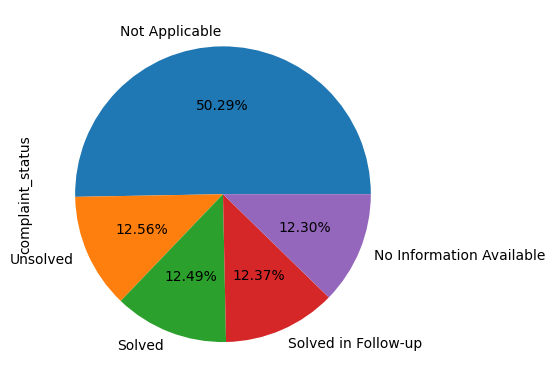 Not Applicable
50.29%
complaint_status
12.56%
12.30%
Unsolved
No Information Available
12.49%
12.37%
Solved
Solved in Follow-up